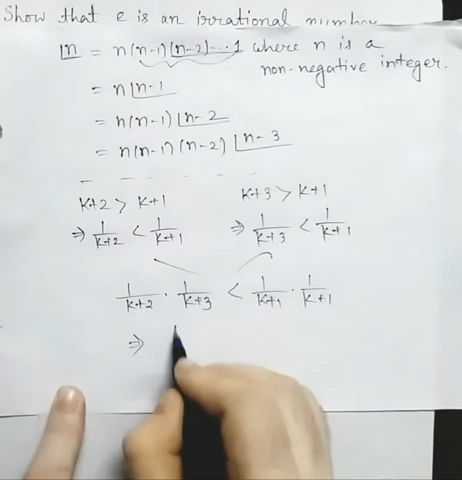 Show that e is an irrational number
|n = n(n-1)(n-2)...1 where n is a
non-negative integer.
= n |n-1
= n(n-1) |n-2
= n(n-1)(n-2) |n-3
k+2 > k+1 k+3 > k+1
⇒ 1/(k+2) < 1/(k+1) ⇒ 1/(k+3) < 1/(k+1)
1/(k+2) · 1/(k+3) < 1/(k+1) · 1/(k+1)
⇒